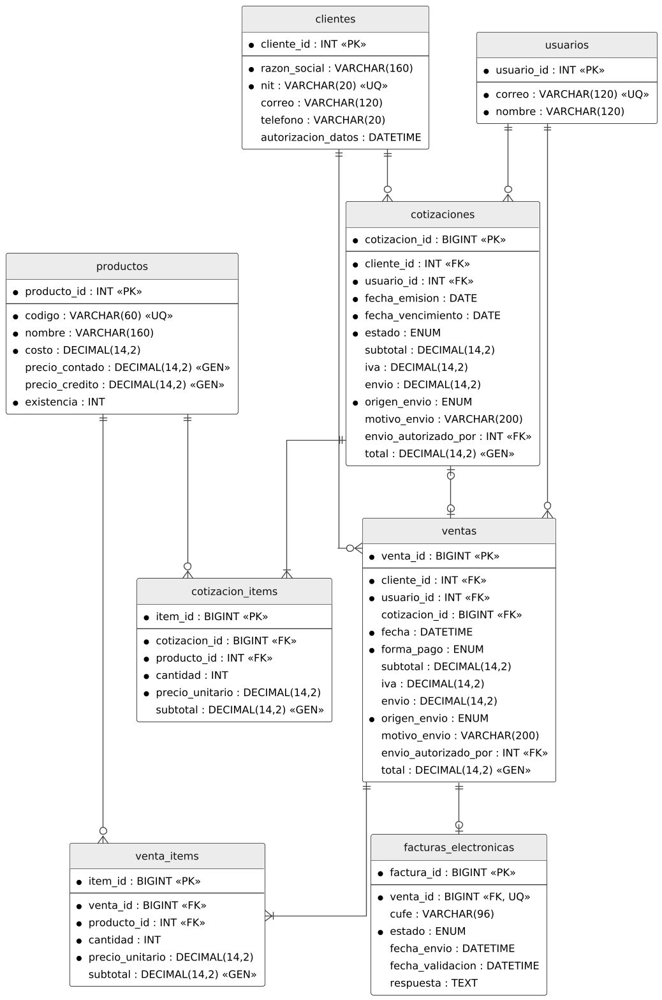 clientes
cliente_id : INT «PK»
razon_social : VARCHAR(160)
nit : VARCHAR(20) «UQ»
correo : VARCHAR(120)
telefono : VARCHAR(20)
autorizacion_datos : DATETIME
usuarios
usuario_id : INT «PK»
correo : VARCHAR(120) «UQ»
nombre : VARCHAR(120)
cotizaciones
cotizacion_id : BIGINT «PK»
cliente_id : INT «FK»
usuario_id : INT «FK»
fecha_emision : DATE
fecha_vencimiento : DATE
estado : ENUM
subtotal : DECIMAL(14,2)
iva : DECIMAL(14,2)
envio : DECIMAL(14,2)
origen_envio : ENUM
motivo_envio : VARCHAR(200)
envio_autorizado_por : INT «FK»
total : DECIMAL(14,2) «GEN»
productos
producto_id : INT «PK»
codigo : VARCHAR(60) «UQ»
nombre : VARCHAR(160)
costo : DECIMAL(14,2)
precio_contado : DECIMAL(14,2) «GEN»
precio_credito : DECIMAL(14,2) «GEN»
existencia : INT
ventas
venta_id : BIGINT «PK»
cliente_id : INT «FK»
usuario_id : INT «FK»
cotizacion_id : BIGINT «FK»
fecha : DATETIME
forma_pago : ENUM
subtotal : DECIMAL(14,2)
iva : DECIMAL(14,2)
envio : DECIMAL(14,2)
origen_envio : ENUM
motivo_envio : VARCHAR(200)
envio_autorizado_por : INT «FK»
total : DECIMAL(14,2) «GEN»
cotizacion_items
item_id : BIGINT «PK»
cotizacion_id : BIGINT «FK»
producto_id : INT «FK»
cantidad : INT
precio_unitario : DECIMAL(14,2)
subtotal : DECIMAL(14,2) «GEN»
venta_items
item_id : BIGINT «PK»
venta_id : BIGINT «FK»
producto_id : INT «FK»
cantidad : INT
precio_unitario : DECIMAL(14,2)
subtotal : DECIMAL(14,2) «GEN»
facturas_electronicas
factura_id : BIGINT «PK»
venta_id : BIGINT «FK, UQ»
cufe : VARCHAR(96)
estado : ENUM
fecha_envio : DATETIME
fecha_validacion : DATETIME
respuesta : TEXT